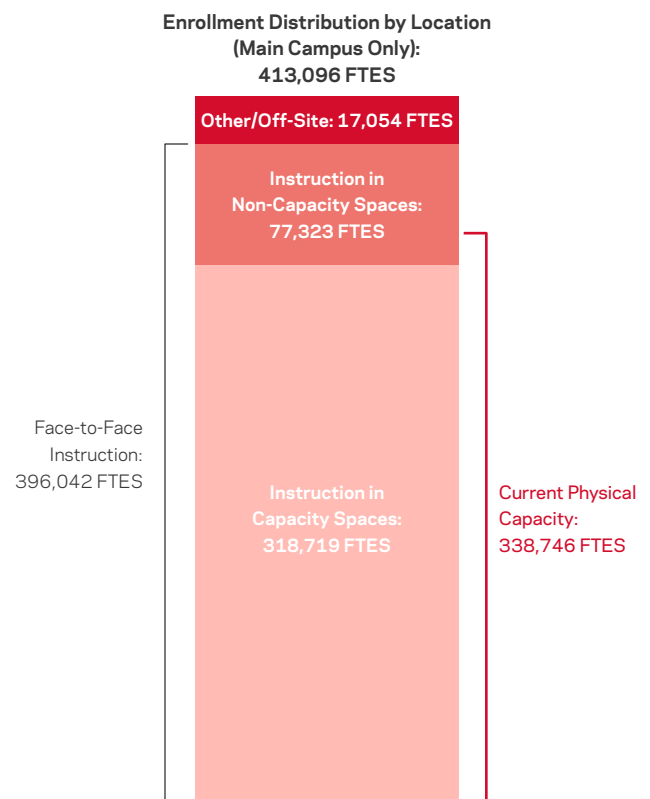 Enrollment Distribution by Location
(Main Campus Only):
413,096 FTES
Other/Off-Site: 17,054 FTES
Instruction in
Non-Capacity Spaces:
77,323 FTES
Face-to-Face
Instruction:
396,042 FTES
Instruction in
Capacity Spaces:
318,719 FTES
Current Physical
Capacity:
338,746 FTES